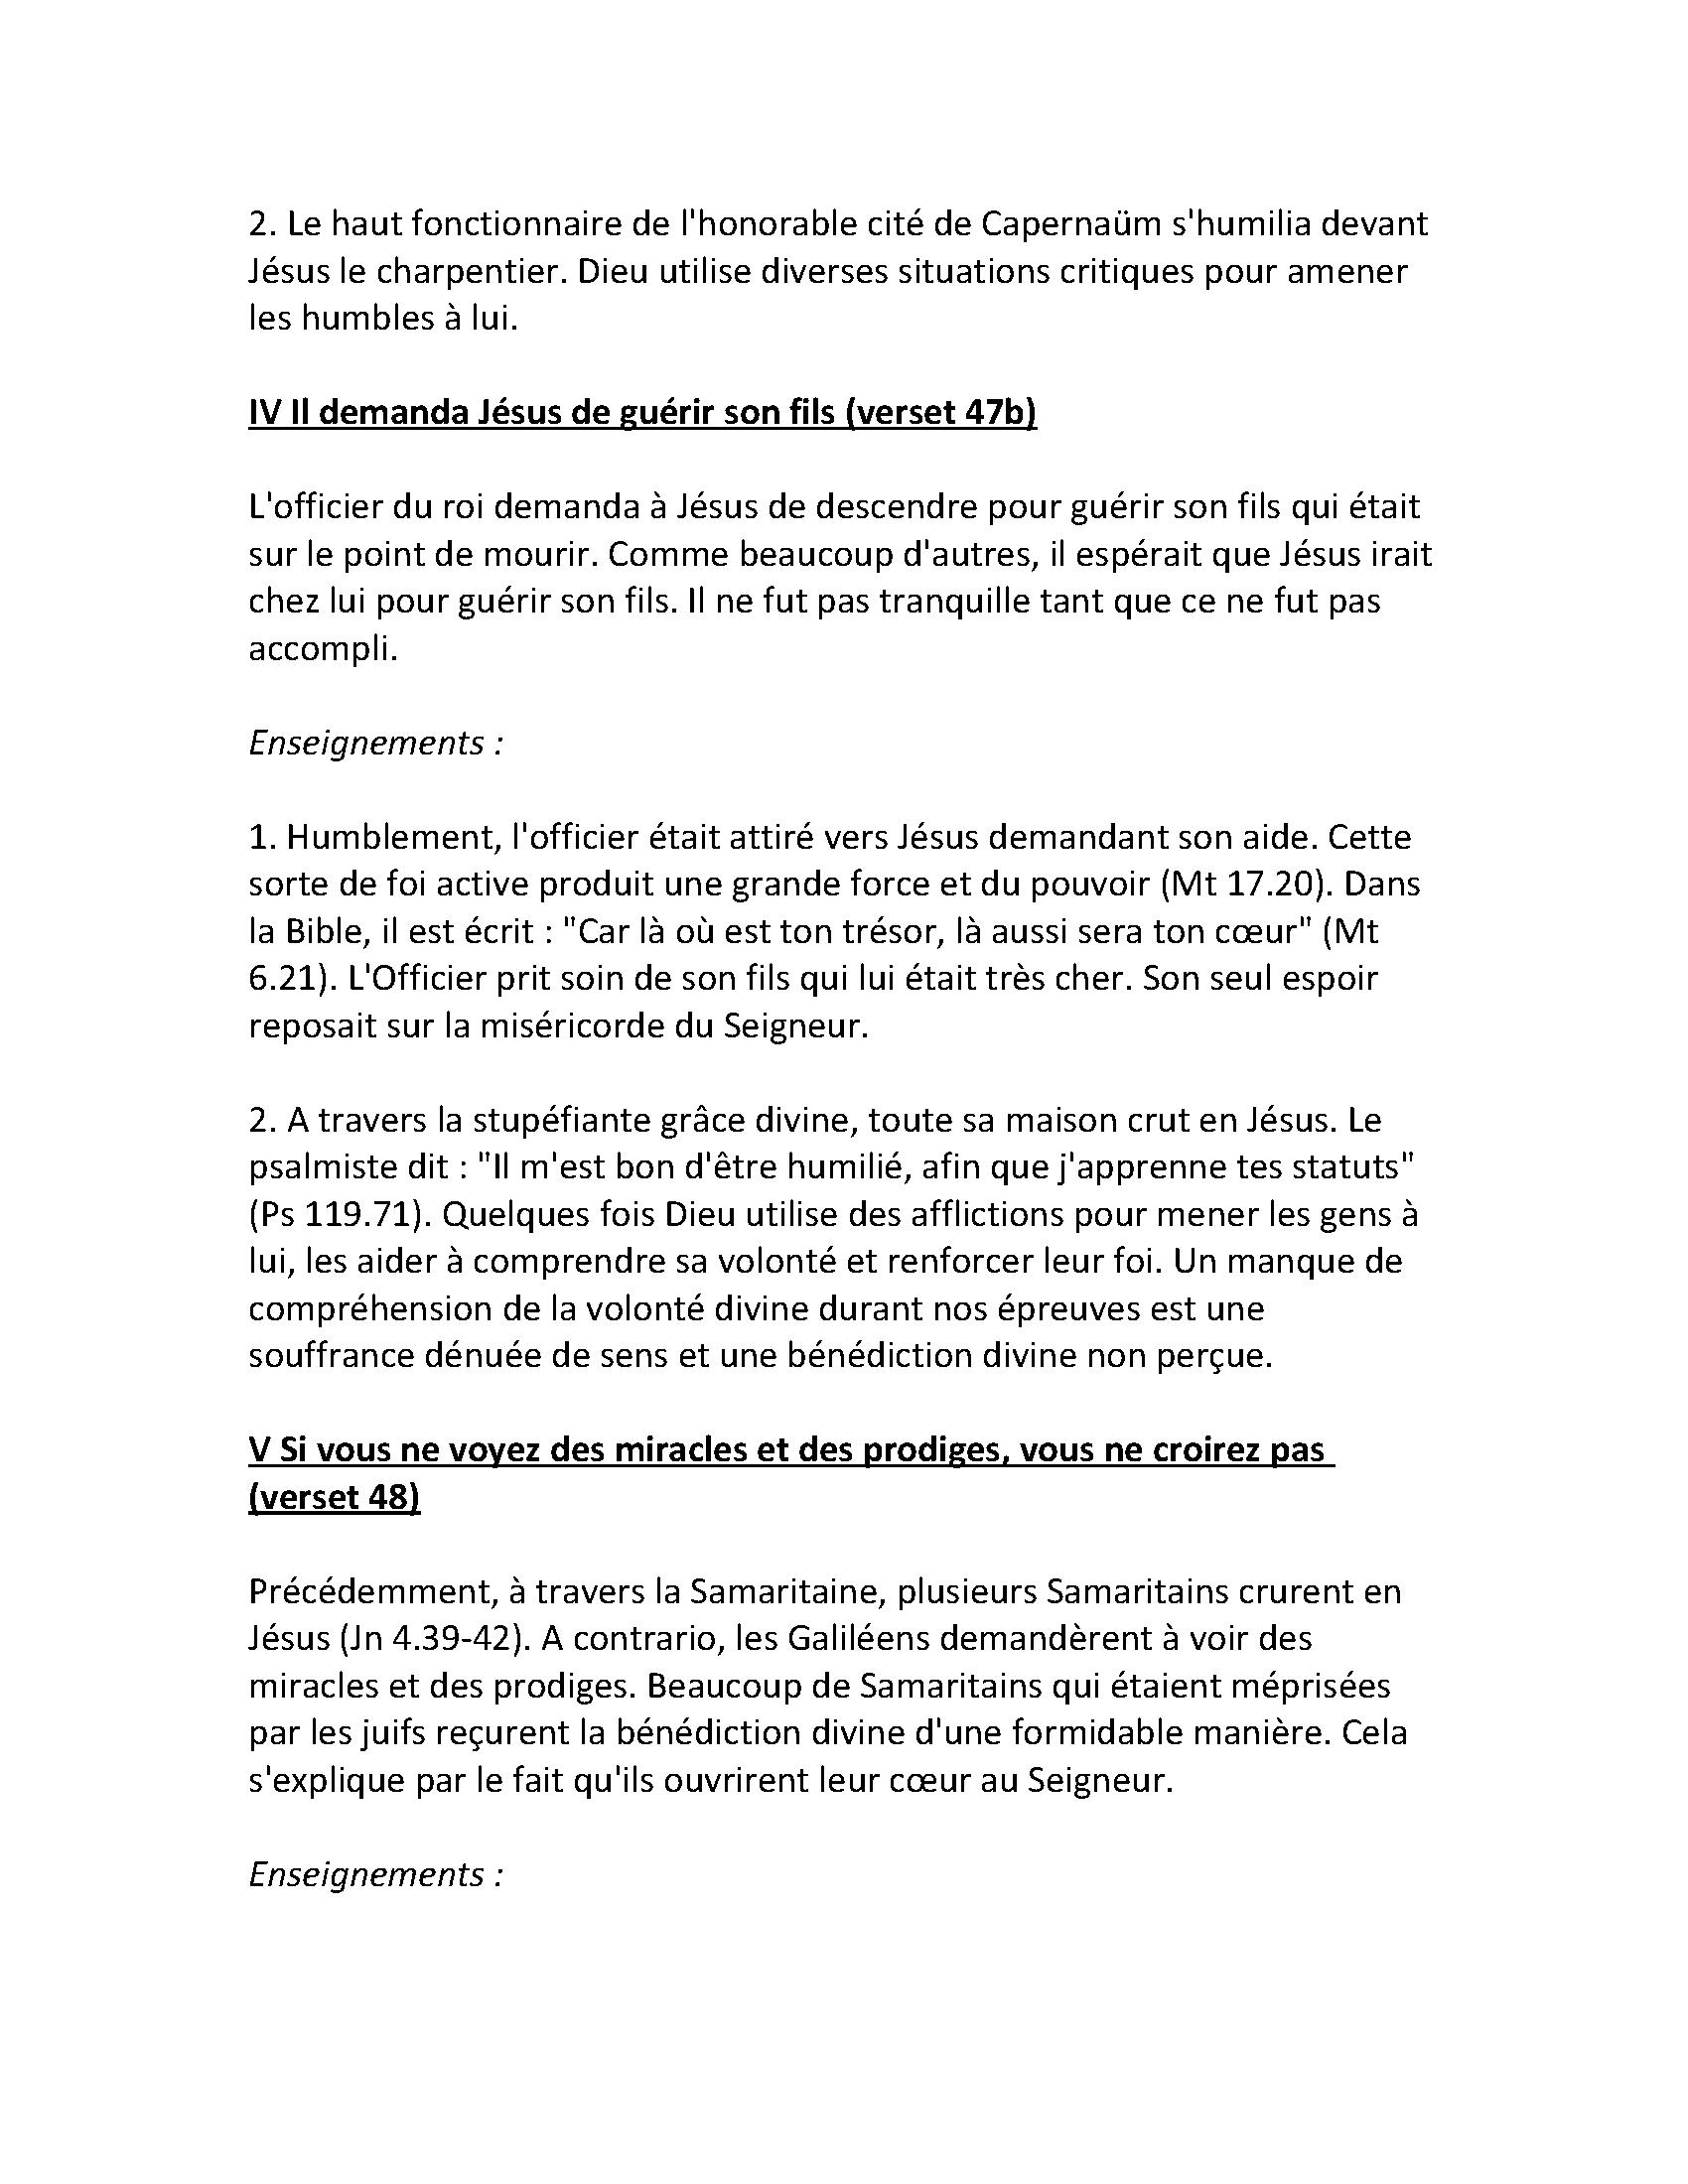 2. Le haut fonctionnaire de l'honorable cité de Capernaüm s'humilia devant
Jésus le charpentier. Dieu utilise diverses situations critiques pour amener
les humbles à lui.
IV Il demanda Jésus de guérir son fils (verset 47b)
L'officier du roi demanda à Jésus de descendre pour guérir son fils qui était
sur le point de mourir. Comme beaucoup d'autres, il espérait que Jésus irait
chez lui pour guérir son fils. Il ne fut pas tranquille tant que ce ne fut pas
accompli.
Enseignements :
1. Humblement, l'officier était attiré vers Jésus demandant son aide. Cette
sorte de foi active produit une grande force et du pouvoir (Mt 17.20). Dans
la Bible, il est écrit : "Car là où est ton trésor, là aussi sera ton cœur" (Mt
6.21). L'Officier prit soin de son fils qui lui était très cher. Son seul espoir
reposait sur la miséricorde du Seigneur.
2. A travers la stupéfiante grâce divine, toute sa maison crut en Jésus. Le
psalmiste dit : "Il m'est bon d'être humilié, afin que j'apprenne tes statuts"
(Ps 119.71). Quelques fois Dieu utilise des afflictions pour mener les gens à
lui, les aider à comprendre sa volonté et renforcer leur foi. Un manque de
compréhension de la volonté divine durant nos épreuves est une
souffrance dénuée de sens et une bénédiction divine non perçue.
V Si vous ne voyez des miracles et des prodiges, vous ne croirez pas
(verset 48)
Précédemment, à travers la Samaritaine, plusieurs Samaritains crurent en
Jésus (Jn 4.39-42). A contrario, les Galiléens demandèrent à voir des
miracles et des prodiges. Beaucoup de Samaritains qui étaient méprisées
par les juifs reçurent la bénédiction divine d'une formidable manière. Cela
s'explique par le fait qu'ils ouvrirent leur cœur au Seigneur.
Enseignements :